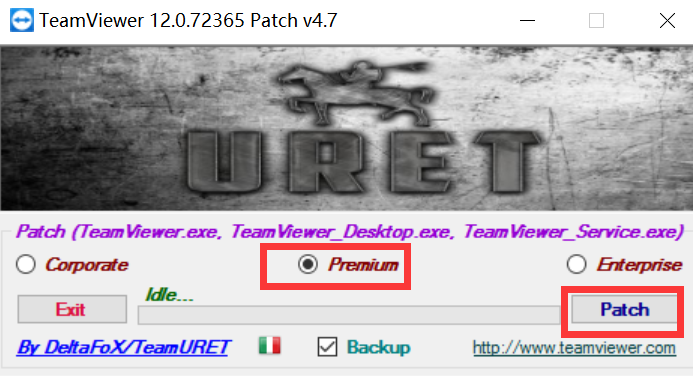 TeamViewer 12.0.72365 Patch v4.7
URET
Patch (TeamViewer.exe, TeamViewer_Desktop.exe, TeamViewer_Service.exe)
Corporate Premium Enterprise
Idle...
Exit Patch
By DeltaFoX/TeamURET Backup http://www.teamviewer.com